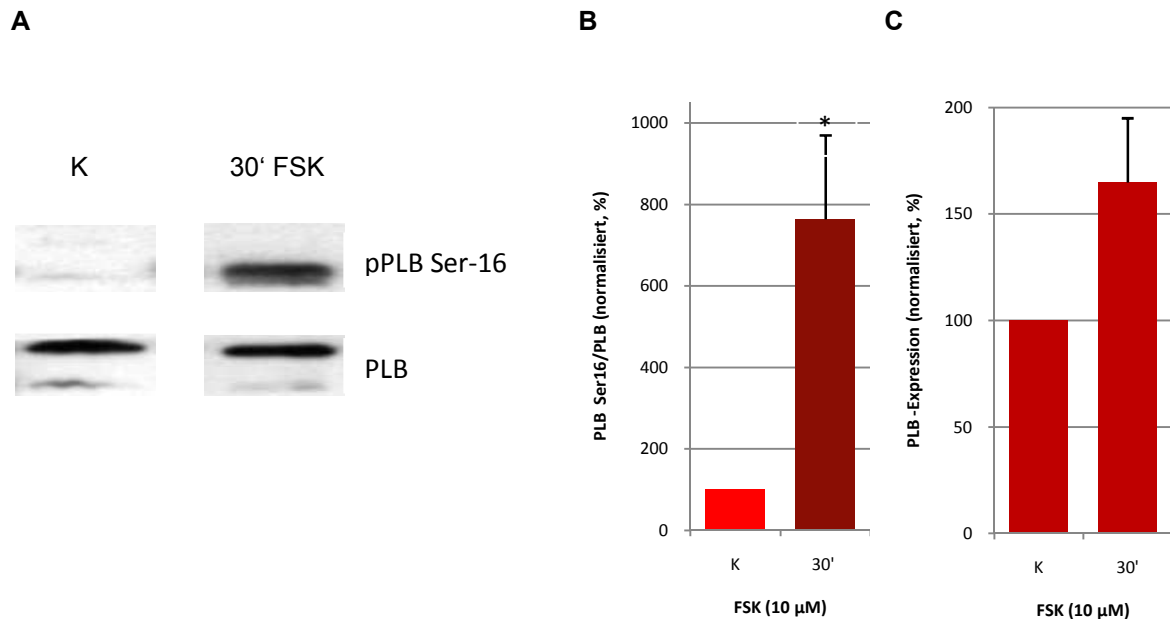 A
K
30‘ FSK
pPLB Ser-16
PLB
B
PLB Ser16/PLB (normalisiert, %)
1000
800
600
400
200
0
*
K
30'
FSK (10 µM)
C
PLB -Expression (normalisiert, %)
200
150
100
50
0
K
30'
FSK (10 µM)